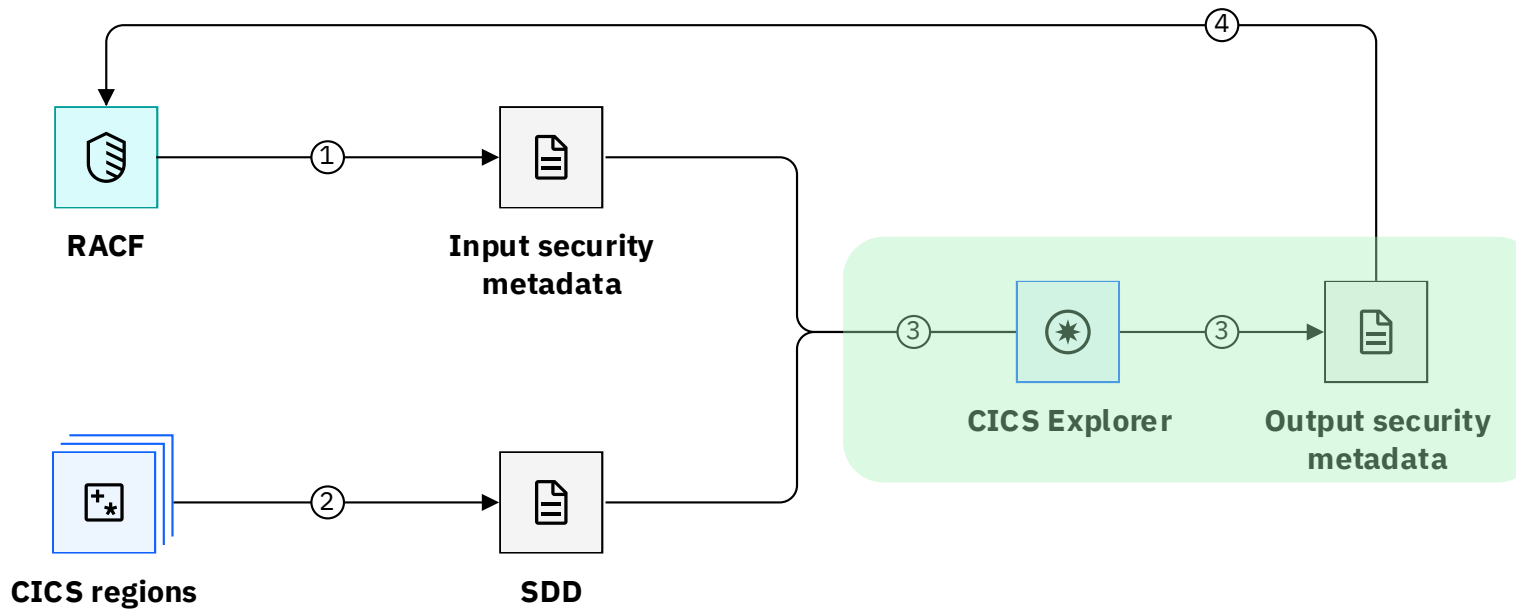 4
1
RACF
Input security
metadata
3
3
CICS Explorer
Output security
metadata
2
CICS regions
SDD